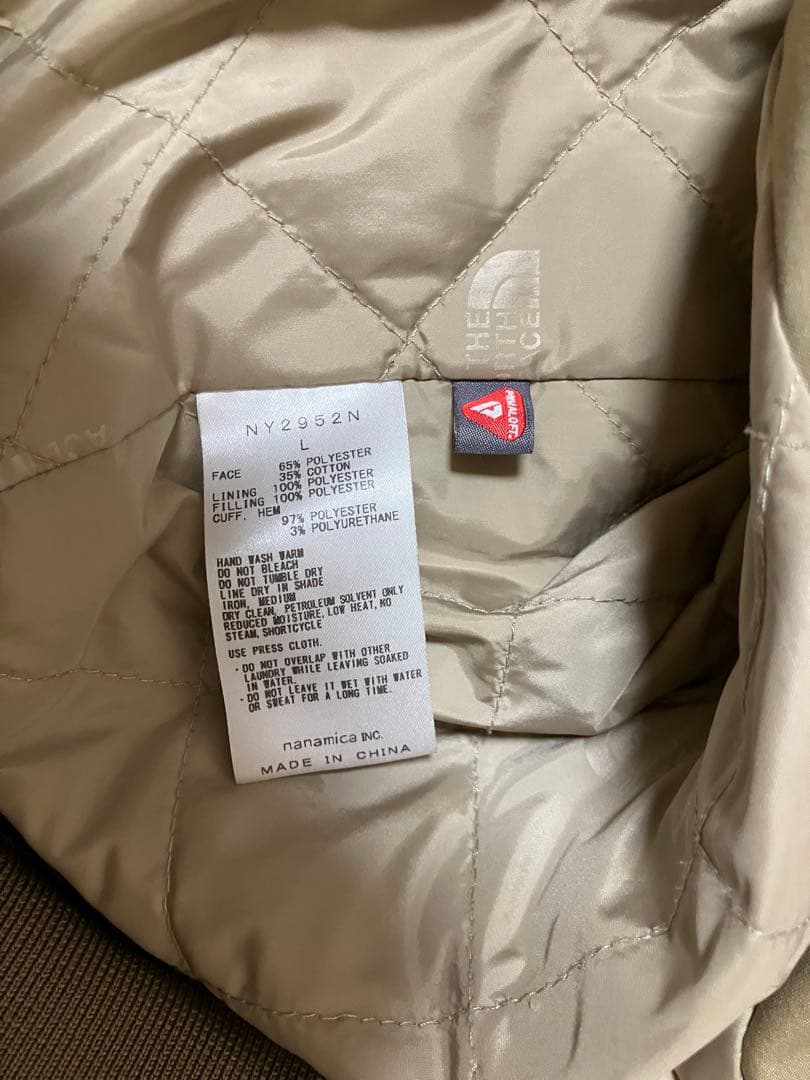 THE
NORTH
FACE
PRIMALOFT
NY2952N
L
FACE 65% POLYESTER
35% COTTON
LINING 100% POLYESTER
FILLING 100% POLYESTER
CUFF. HEM
97% POLYESTER
3% POLYURETHANE
HAND WASH WARM
DO NOT BLEACH
DO NOT TUMBLE DRY
LINE DRY IN SHADE
IRON, MEDIUM
DRY CLEAN, PETROLEUM SOLVENT ONLY
REDUCED MOISTURE, LOW HEAT, NO
STEAM, SHORTCYCLE
USE PRESS CLOTH.
・DO NOT OVERLAP WITH OTHER
LAUNDRY WHILE LEAVING SOAKED
IN WATER.
・DO NOT LEAVE IT WET WITH WATER
OR SWEAT FOR A LONG TIME.
nanamica INC.
MADE IN CHINA